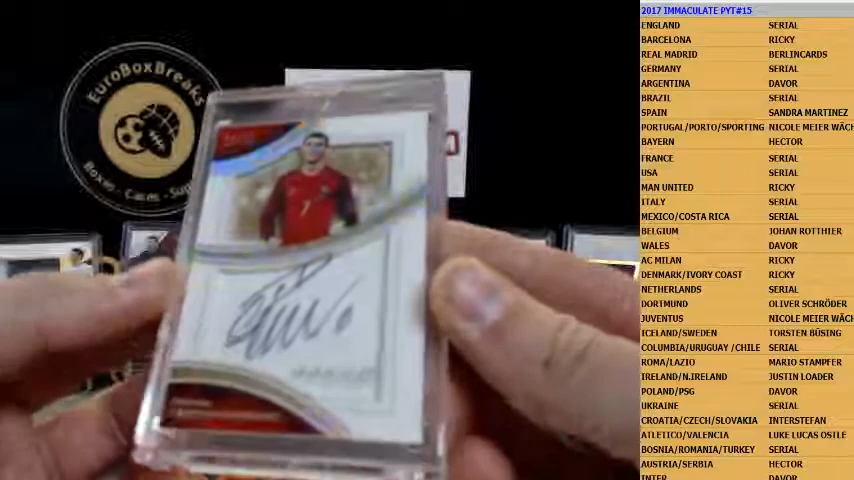 EuroBoxBreaks
7
2017 IMMACULATE PYT#15
ENGLAND SERIAL
BARCELONA RICKY
REAL MADRID BERLINCARDS
GERMANY SERIAL
ARGENTINA DAVOR
BRAZIL SERIAL
SPAIN SANDRA MARTINEZ
PORTUGAL/PORTO/SPORTING NICOLE MEIER WÄCH
BAYERN HECTOR
FRANCE SERIAL
USA SERIAL
MAN UNITED RICKY
ITALY SERIAL
MEXICO/COSTA RICA SERIAL
BELGIUM JOHAN ROTTHIER
WALES DAVOR
AC MILAN RICKY
DENMARK/IVORY COAST RICKY
NETHERLANDS SERIAL
DORTMUND OLIVER SCHRÖDER
JUVENTUS NICOLE MEIER WÄCH
ICELAND/SWEDEN TORSTEN BÜSING
COLUMBIA/URUGUAY /CHILE SERIAL
ROMA/LAZIO MARIO STAMPFER
IRELAND/N.IRELAND JUSTIN LOADER
POLAND/PSG DAVOR
UKRAINE SERIAL
CROATIA/CZECH/SLOVAKIA INTERSTEFAN
ATLETICO/VALENCIA LUKE LUCAS OSTLE
BOSNIA/ROMANIA/TURKEY SERIAL
AUSTRIA/SERBIA HECTOR
INTER DAVOR